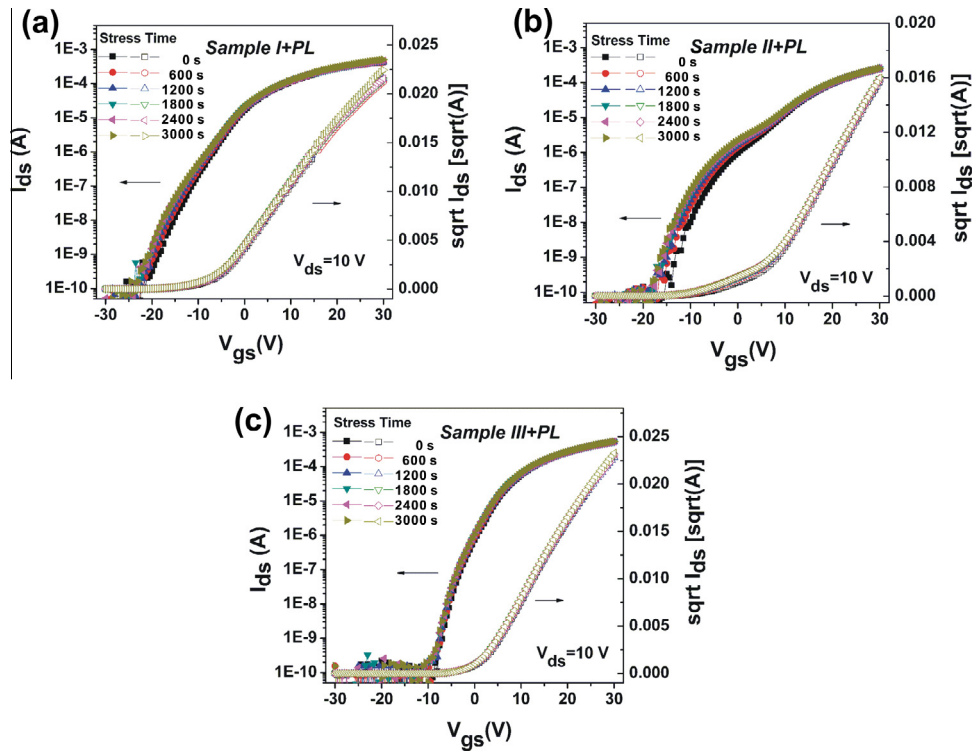 (a)
Stress Time
Sample I+PL
0 s
600 s
1200 s
1800 s
2400 s
3000 s
1E-3
1E-4
1E-5
1E-6
1E-7
1E-8
1E-9
1E-10
Ids (A)
0.025
0.020
0.015
0.010
0.005
0.000
sqrt Ids [sqrt(A)]
Vds=10 V
-30 -20 -10 0 10 20 30
Vgs(V)
(b)
Stress Time
Sample II+PL
0 s
600 s
1200 s
1800 s
2400 s
3000 s
1E-3
1E-4
1E-5
1E-6
1E-7
1E-8
1E-9
1E-10
Ids (A)
0.020
0.016
0.012
0.008
0.004
0.000
sqrt Ids [sqrt(A)]
Vds=10 V
-30 -20 -10 0 10 20 30
Vgs(V)
(c)
Stress Time
Sample III+PL
0 s
600 s
1200 s
1800 s
2400 s
3000 s
1E-3
1E-4
1E-5
1E-6
1E-7
1E-8
1E-9
1E-10
Ids (A)
0.025
0.020
0.015
0.010
0.005
0.000
sqrt Ids [sqrt(A)]
Vds=10 V
-30 -20 -10 0 10 20 30
Vgs(V)